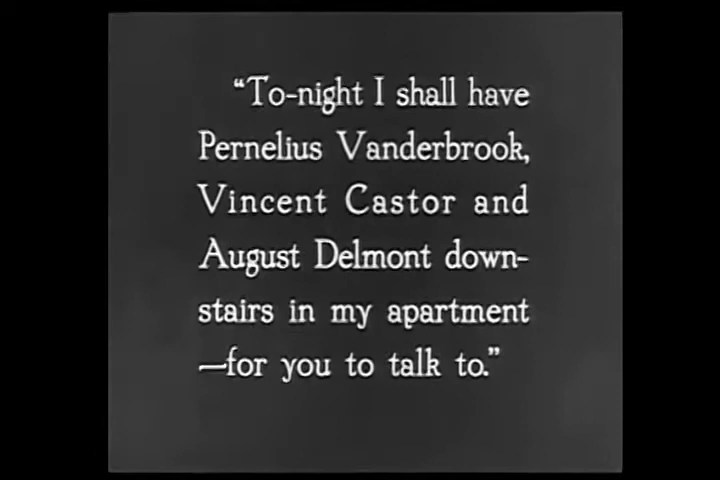 “To-night I shall have
Pernelius Vanderbrook,
Vincent Castor and
August Delmont down-
stairs in my apartment
—for you to talk to.”